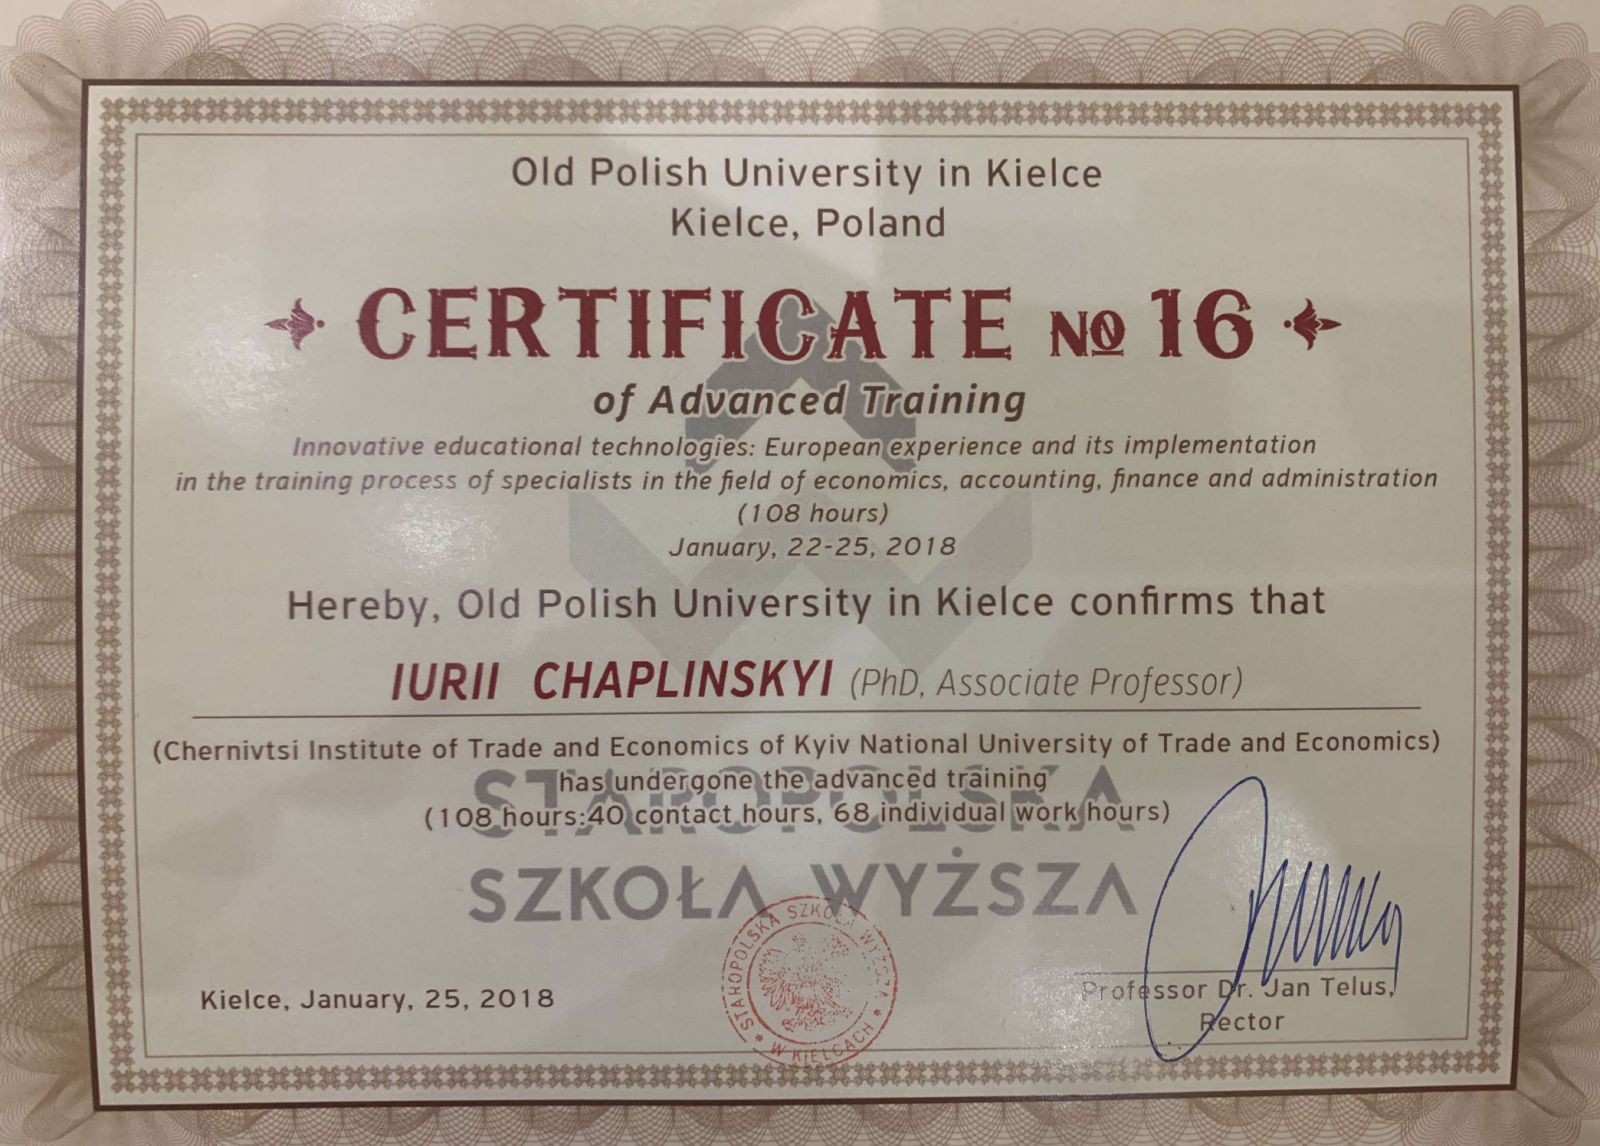 Old Polish University in Kielce
Kielce, Poland
CERTIFICATE № 16
of Advanced Training
Innovative educational technologies: European experience and its implementation
in the training process of specialists in the field of economics, accounting, finance and administration
(108 hours)
January, 22-25, 2018
Hereby, Old Polish University in Kielce confirms that
IURII CHAPLINSKYI (PhD, Associate Professor)
(Chernivtsi Institute of Trade and Economics of Kyiv National University of Trade and Economics)
has undergone the advanced training
(108 hours:40 contact hours, 68 individual work hours)
STAROPOLSKA
SZKOŁA WYŻSZA
STAROPOLSKA SZKOŁA WYŻSZA * W KIELCACH *
Kielce, January, 25, 2018
Professor Dr. Jan Telus,
Rector